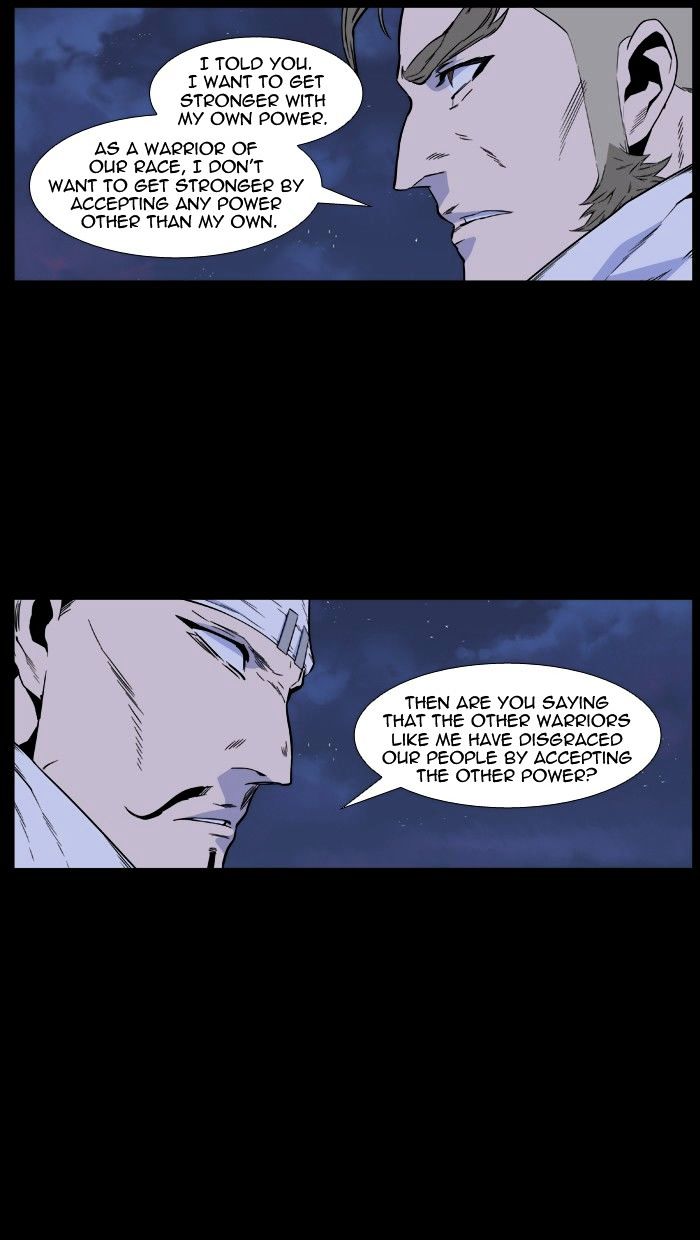 I TOLD YOU.
I WANT TO GET
STRONGER WITH
MY OWN POWER.
AS A WARRIOR OF
OUR RACE, I DON'T
WANT TO GET STRONGER BY
ACCEPTING ANY POWER
OTHER THAN MY OWN.
THEN ARE YOU SAYING
THAT THE OTHER WARRIORS
LIKE ME HAVE DISGRACED
OUR PEOPLE BY ACCEPTING
THE OTHER POWER?